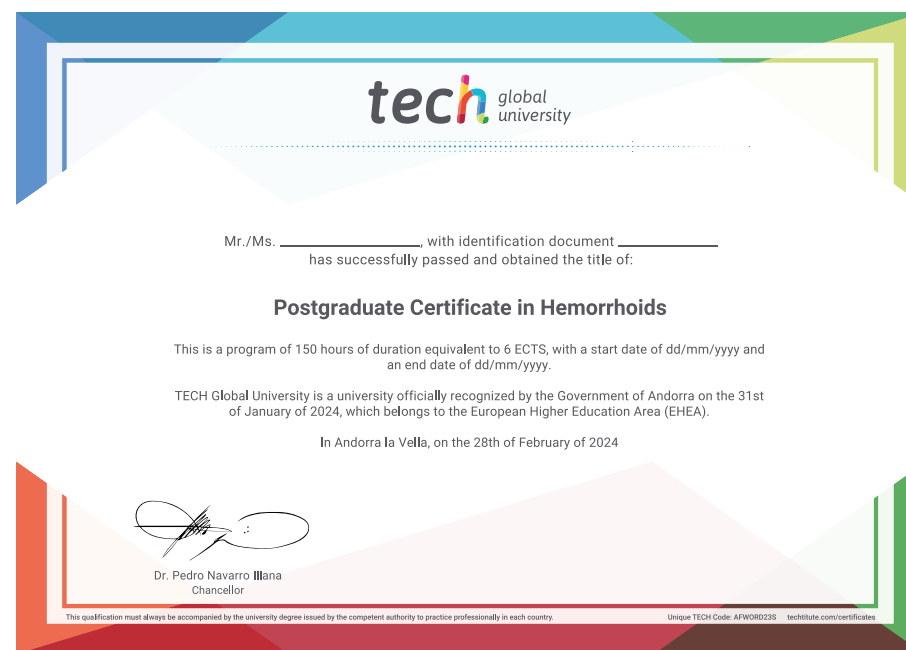 tech global university
Mr./Ms. ____________________, with identification document ______________
has successfully passed and obtained the title of:
Postgraduate Certificate in Hemorrhoids
This is a program of 150 hours of duration equivalent to 6 ECTS, with a start date of dd/mm/yyyy and
an end date of dd/mm/yyyy.
TECH Global University is a university officially recognized by the Government of Andorra on the 31st
of January of 2024, which belongs to the European Higher Education Area (EHEA).
In Andorra la Vella, on the 28th of February of 2024
Dr. Pedro Navarro Illana
Chancellor
This qualification must always be accompanied by the university degree issued by the competent authority to practice professionally in each country.
Unique TECH Code: AFWORD23S techtitute.com/certificates